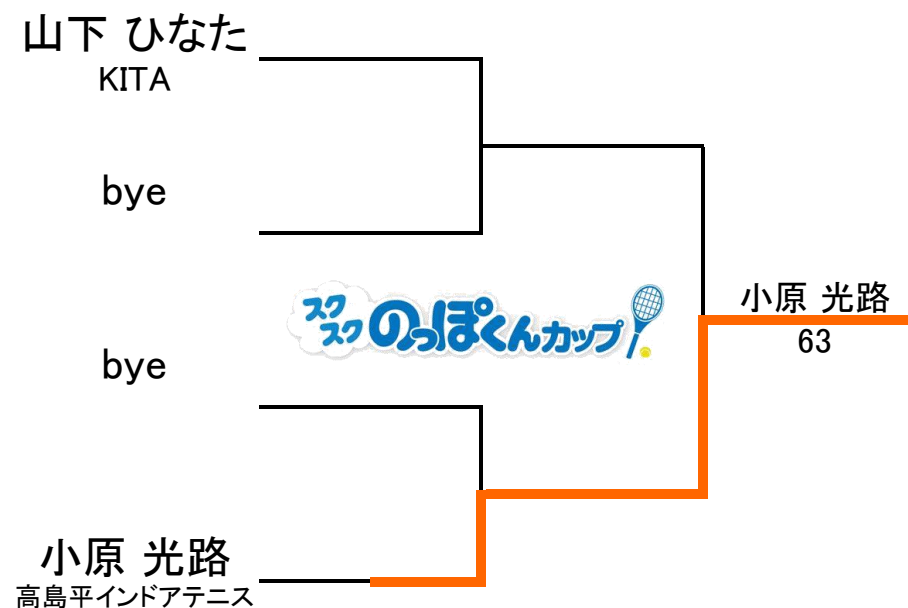 山下 ひなた
KITA
bye
スクスク のっぽくんカップ
小原 光路
63
bye
小原 光路
高島平インドアテニス